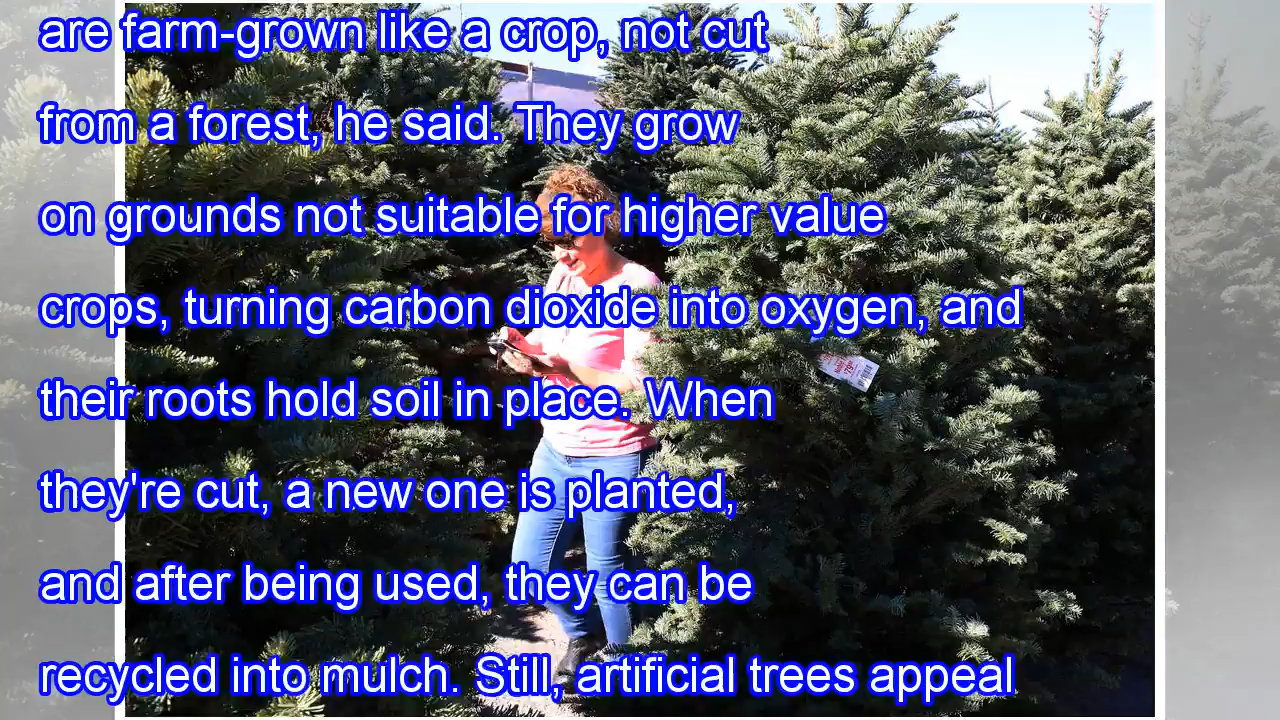 are farm-grown like a crop, not cut
from a forest, he said. They grow
on grounds not suitable for higher value
crops, turning carbon dioxide into oxygen, and
their roots hold soil in place. When
they're cut, a new one is planted,
and after being used, they can be
recycled into mulch. Still, artificial trees appeal